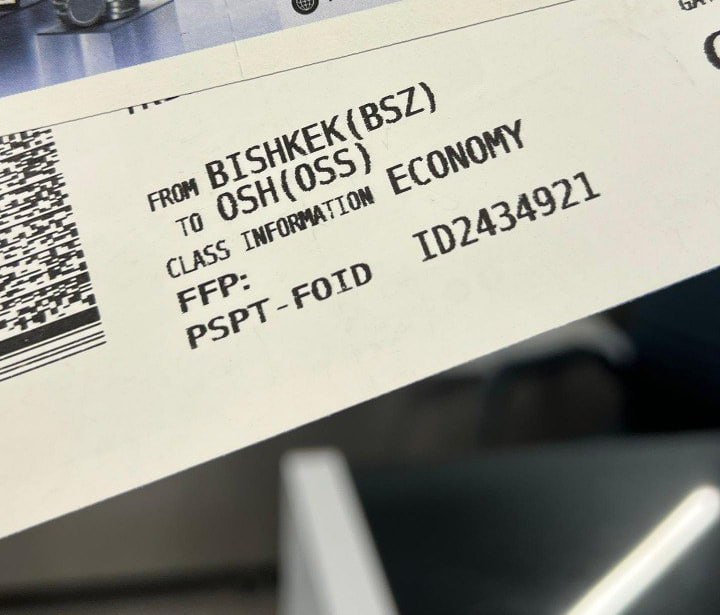 FROM BISHKEK(BSZ)
TO OSH(OSS)
CLASS INFORMATION ECONOMY
FFP:
PSPT-FOID ID2434921